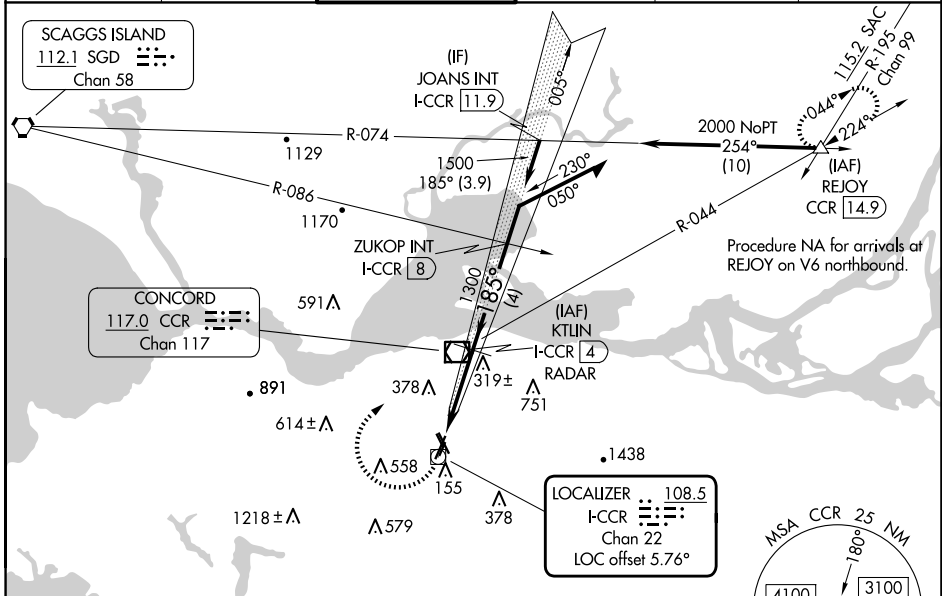 SCAGGS ISLAND
112.1 SGD
Chan 58
(IF)
JOANS INT
I-CCR 11.9
005°
115.2 SAC
R-195
Chan 99
044°
224°
R-074
1129
2000 NoPT
254°
(10)
(IAF)
REJOY
CCR 14.9
1500
185° (3.9)
230°
050°
R-086
1170
R-044
ZUKOP INT
I-CCR 8
Procedure NA for arrivals at
REJOY on V6 northbound.
1300
185°
(4)
CONCORD
117.0 CCR
Chan 117
591
(IAF)
KTLIN
I-CCR 4
RADAR
891
378
319±
751
614±
558
155
1438
1218±
579
378
LOCALIZER 108.5
I-CCR
Chan 22
LOC offset 5.76°
MSA CCR 25 NM
180°
4100
3100